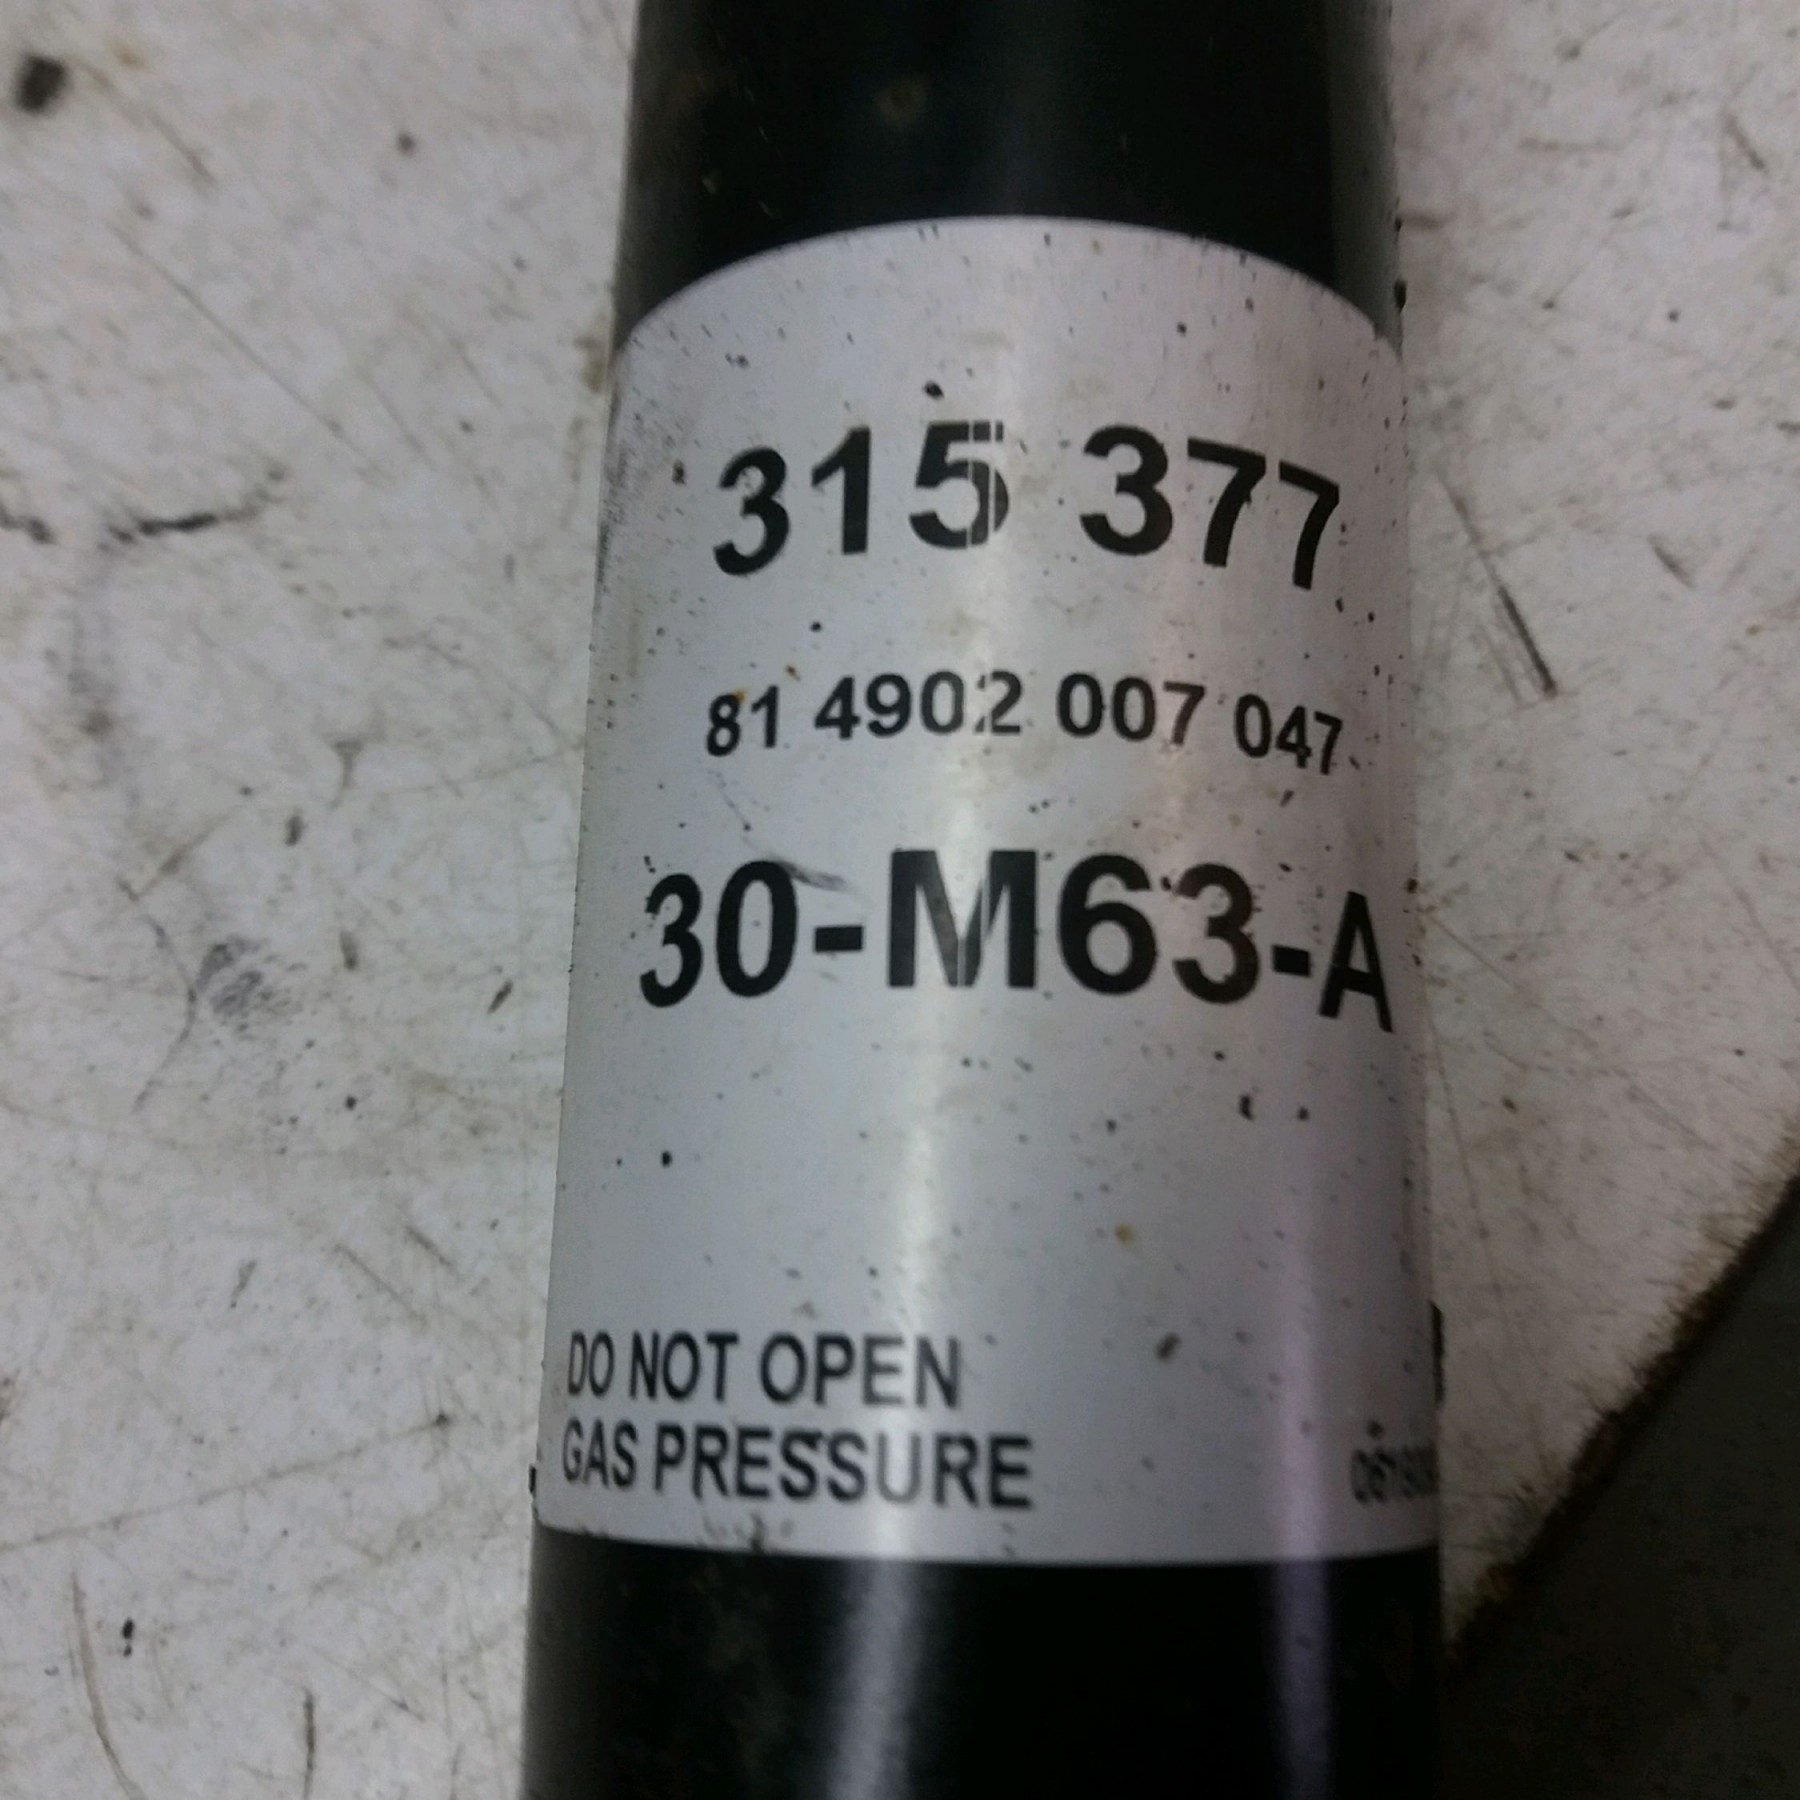 315 377
81 4902 007 047
30-M63-A
DO NOT OPEN
GAS PRESSURE